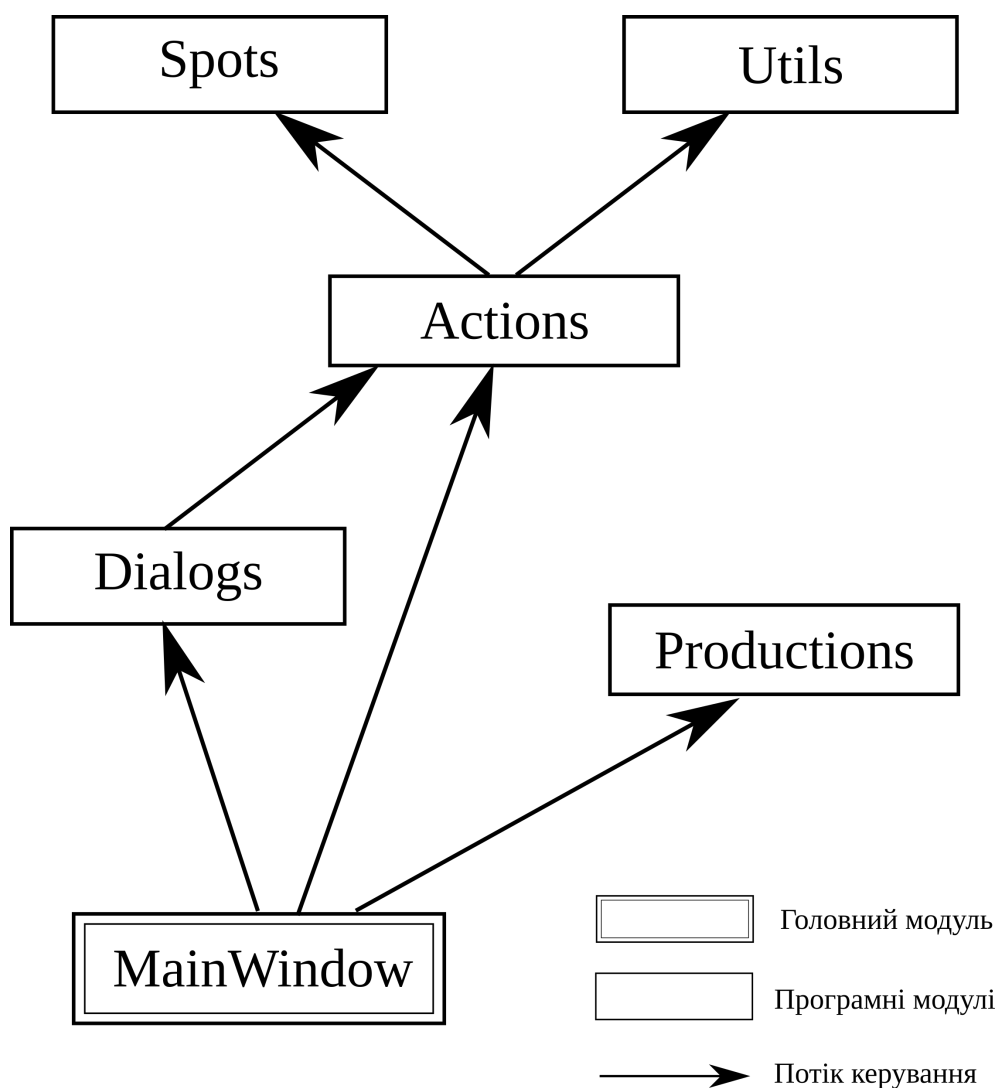 Spots
Utils
Actions
Dialogs
Productions
MainWindow
Головний модуль
Програмні модулі
Потік керування